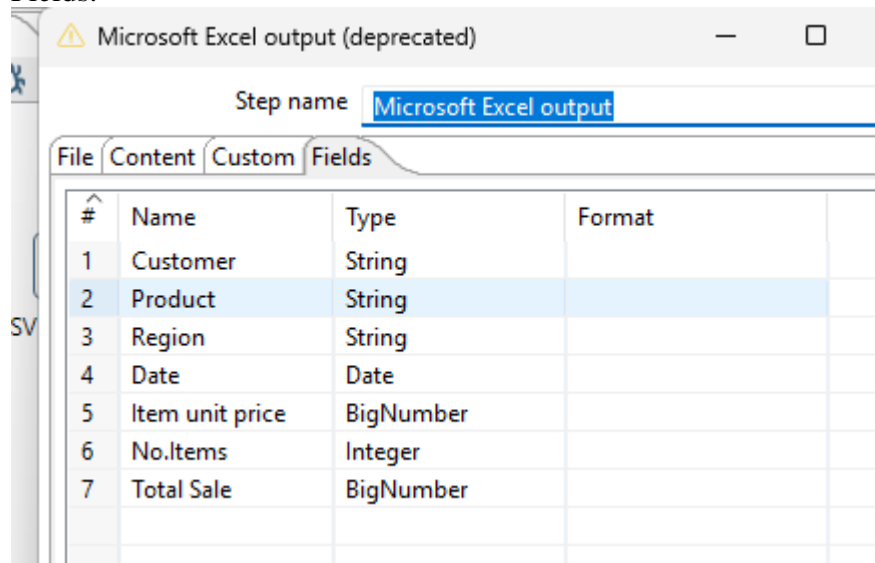 Fields.
Microsoft Excel output (deprecated)
Step name Microsoft Excel output
File Content Custom Fields
# Name Type Format
1 Customer String
2 Product String
SV
3 Region String
4 Date Date
5 Item unit price BigNumber
6 No.Items Integer
7 Total Sale BigNumber